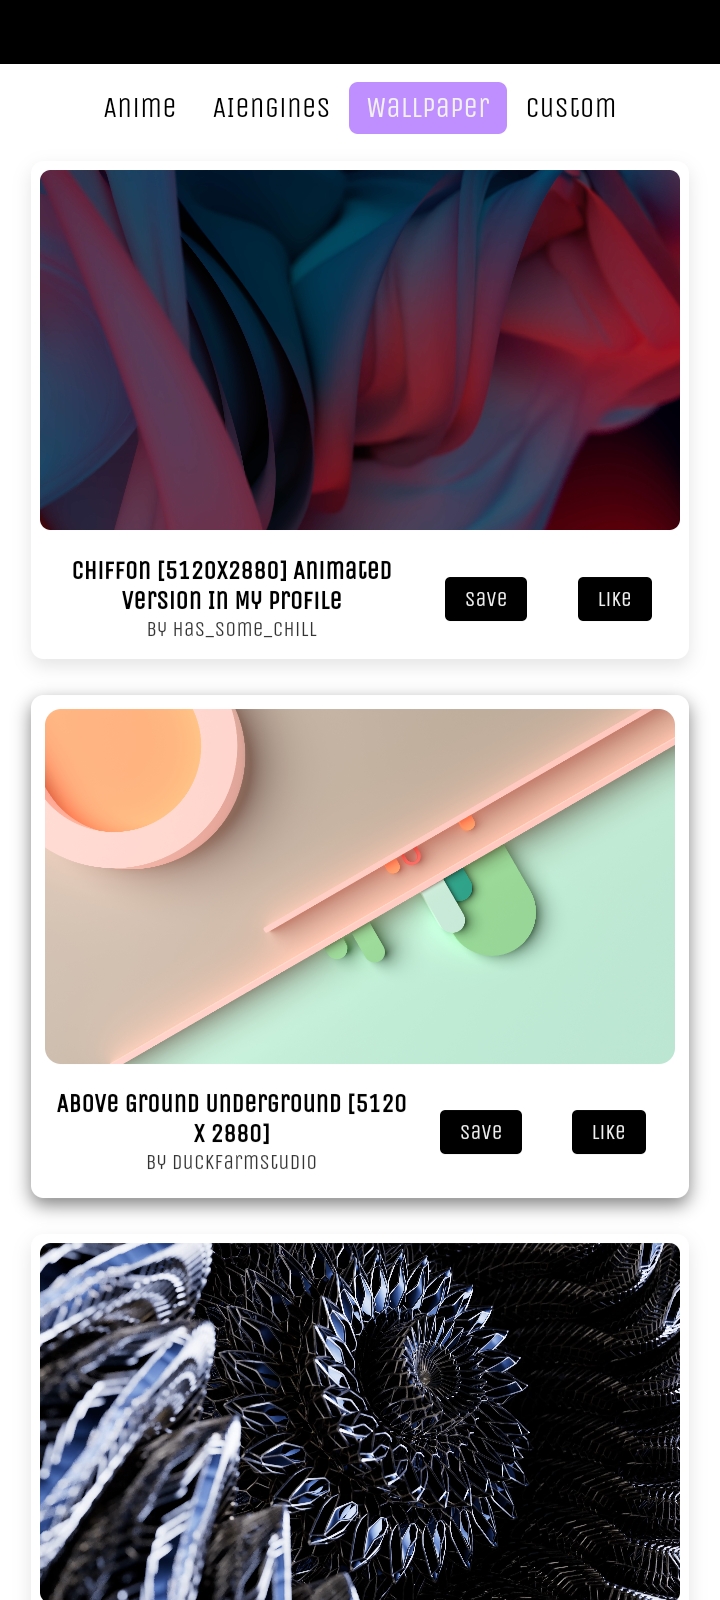 Anime AIengines Wallpaper Custom
Chiffon [5120x2880] Animated
Version In My Profile
By Has_Some_Chill
Save Like
Above Ground Underground [5120
X 2880]
By DuckFarmStudio
Save Like